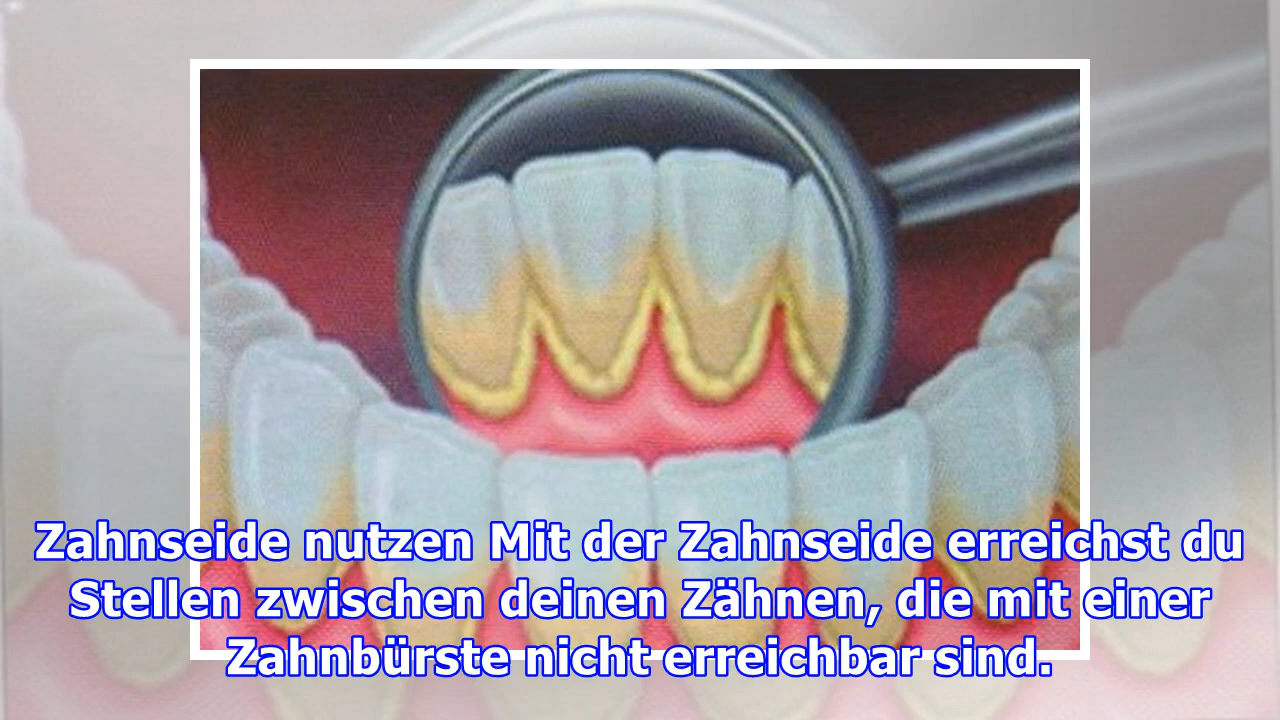 Zahnseide nutzen Mit der Zahnseide erreichst du
Stellen zwischen deinen Zähnen, die mit einer
Zahnbürste nicht erreichbar sind.